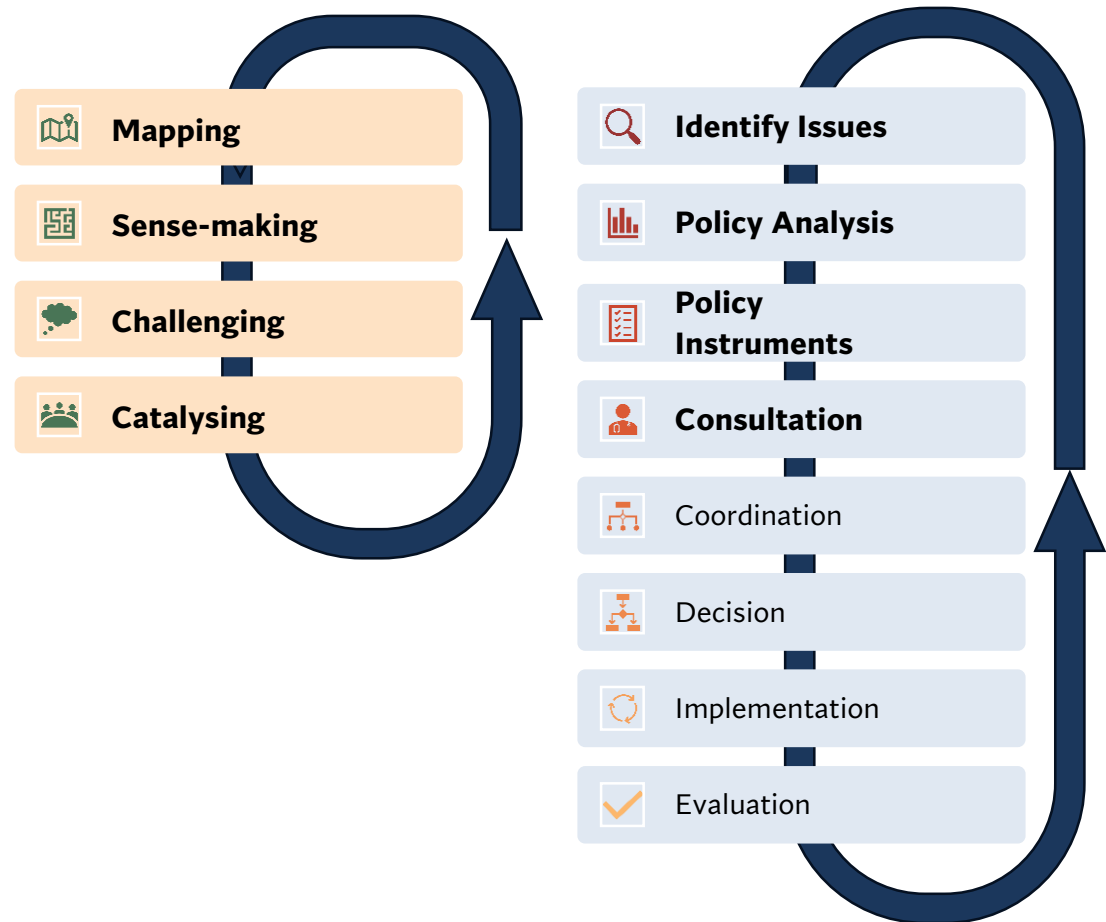 Mapping
Sense-making
Challenging
Catalysing
Identify Issues
Policy Analysis
Policy
Instruments
Consultation
Coordination
Decision
Implementation
Evaluation